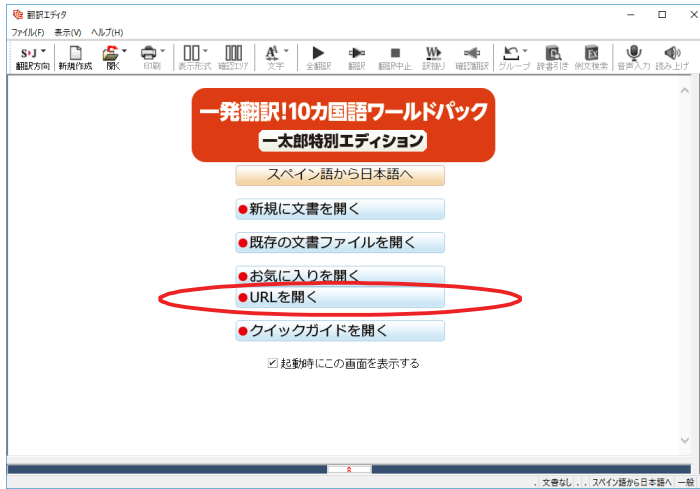 翻訳エディタ
ファイル(F) 表示(V) ヘルプ(H)
S›J
翻訳方向 新規作成 開く 印刷 表示形式 確認エリア 文字 全翻訳 翻訳 翻訳中止 訳振り 確認翻訳 グループ 辞書引き 例文検索 音声入力 読み上げ
一発翻訳!10カ国語ワールドパック
一太郎特別エディション
スペイン語から日本語へ
新規に文書を開く
既存の文書ファイルを開く
お気に入りを開く
URLを開く
クイックガイドを開く
起動時にこの画面を表示する
. 文書なし . . スペイン語から日本語へ 一般